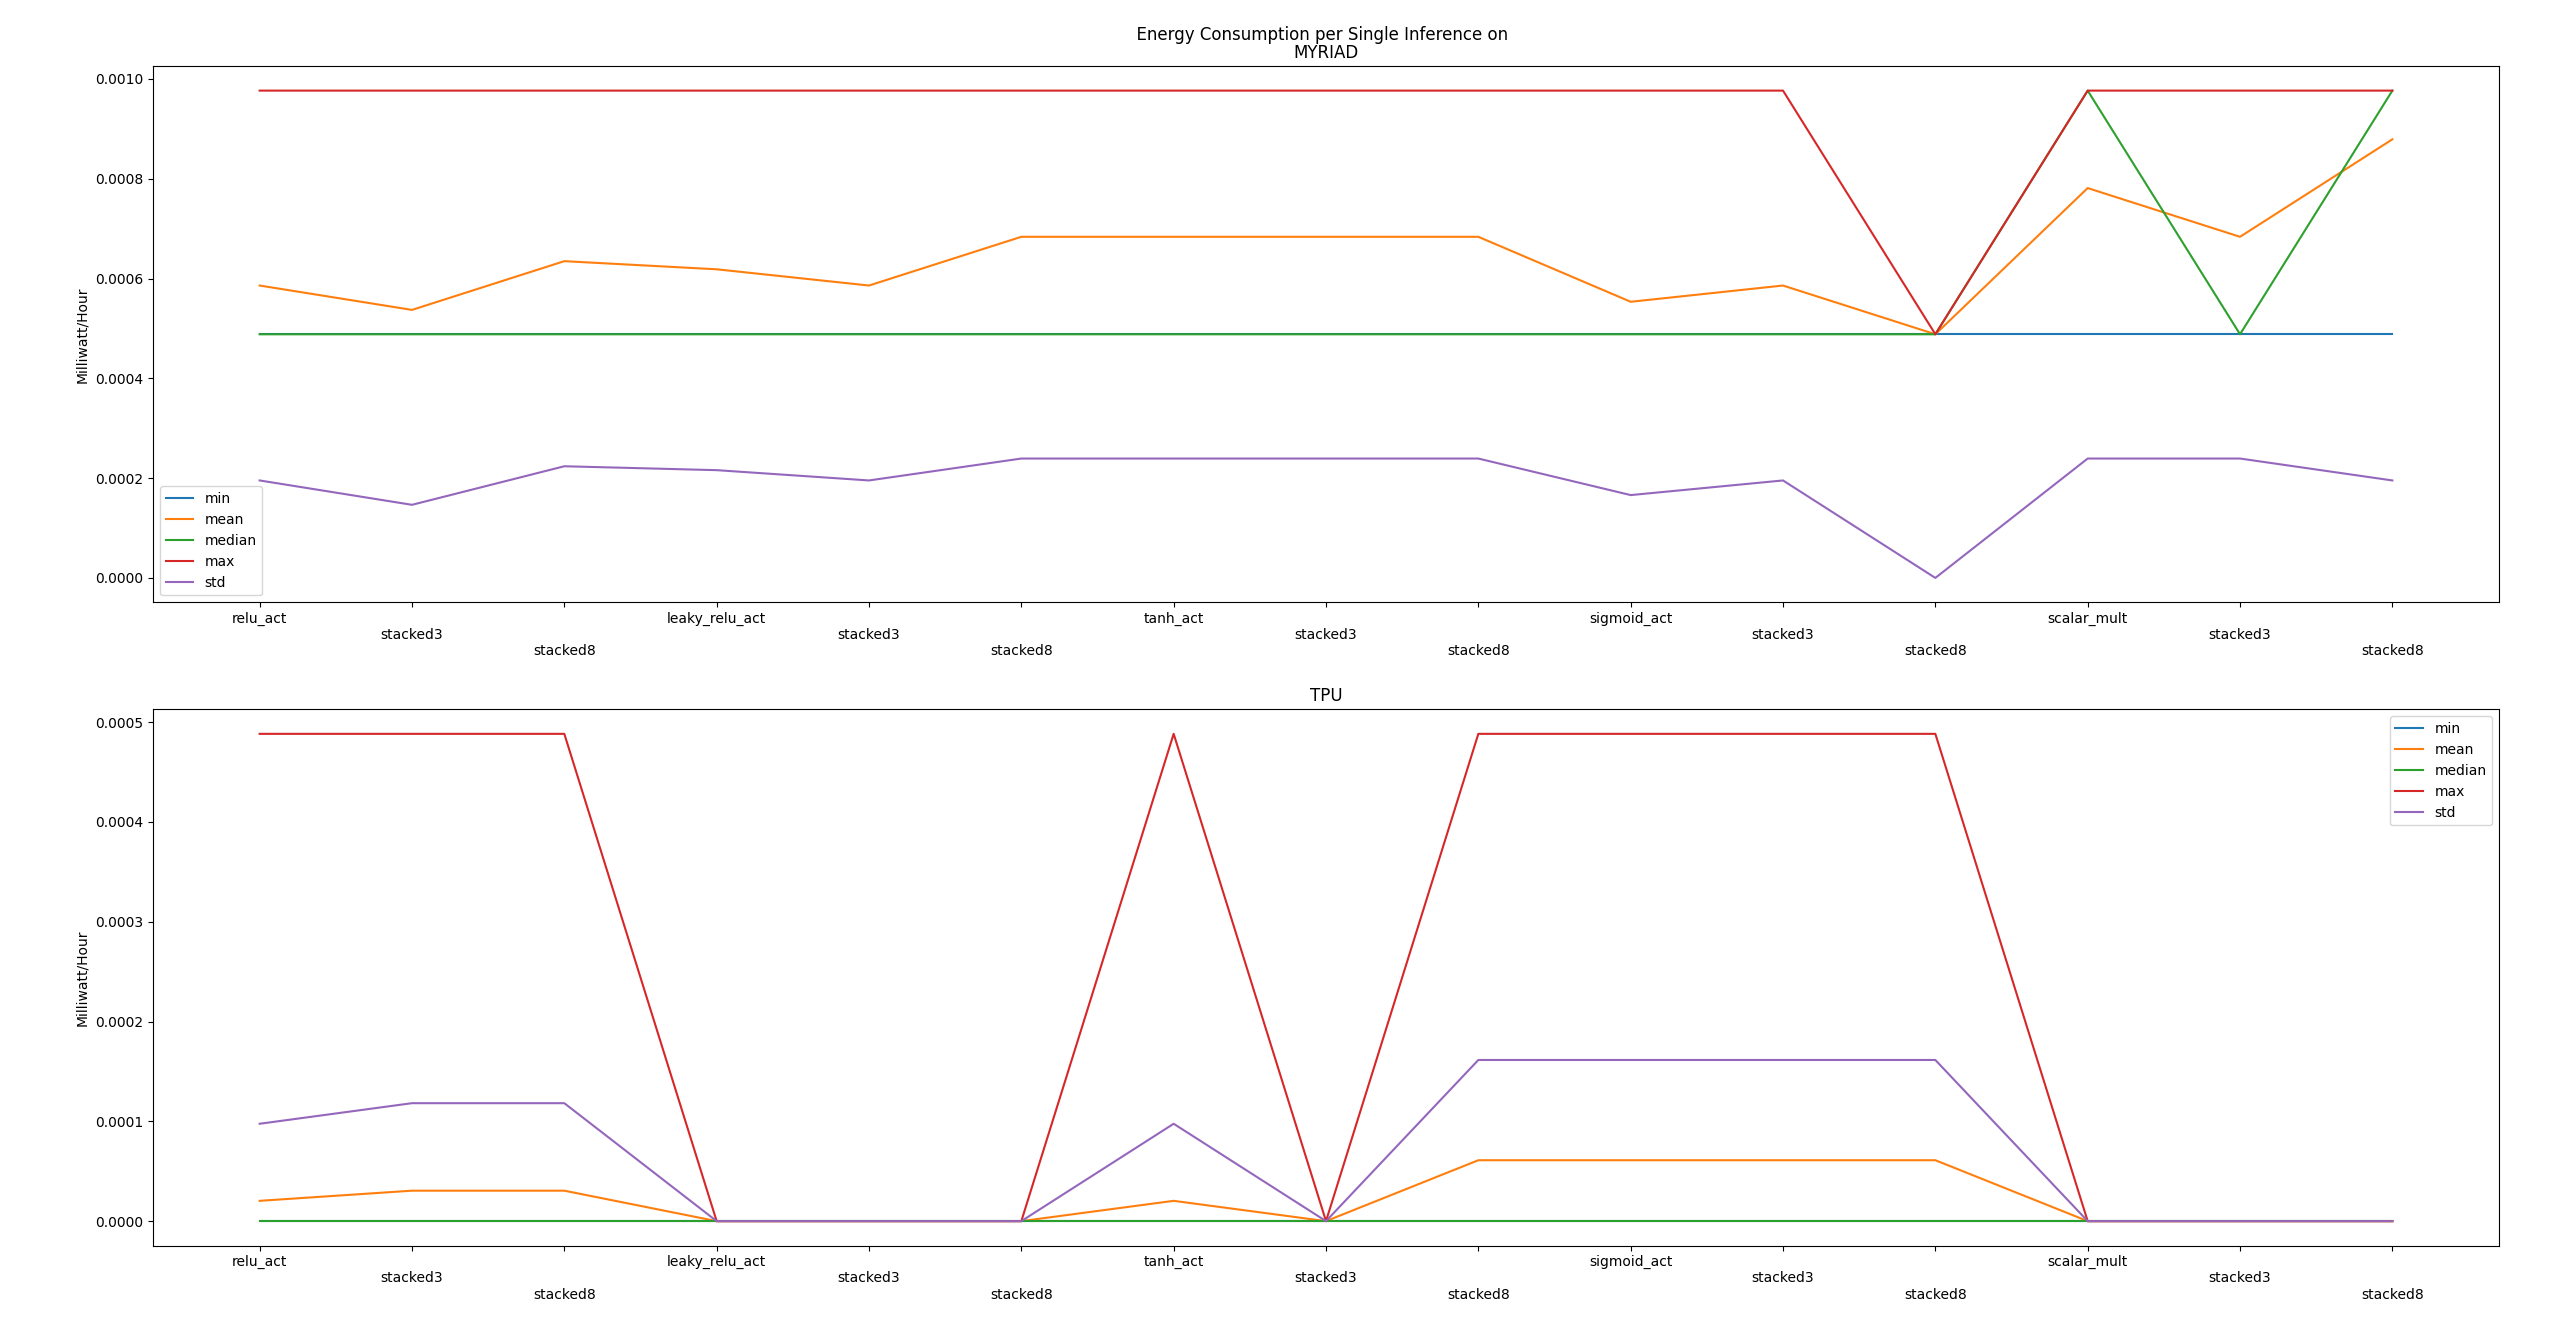 Energy Consumption per Single Inference on
MYRIAD
0.0010
0.0008
0.0006
0.0004
0.0002
0.0000
Milliwatt/Hour
min
mean
median
max
std
relu_act
stacked3
stacked8
leaky_relu_act
stacked3
stacked8
tanh_act
stacked3
stacked8
sigmoid_act
stacked3
stacked8
scalar_mult
stacked3
stacked8
TPU
0.0005
0.0004
0.0003
0.0002
0.0001
0.0000
Milliwatt/Hour
min
mean
median
max
std
relu_act
stacked3
stacked8
leaky_relu_act
stacked3
stacked8
tanh_act
stacked3
stacked8
sigmoid_act
stacked3
stacked8
scalar_mult
stacked3
stacked8